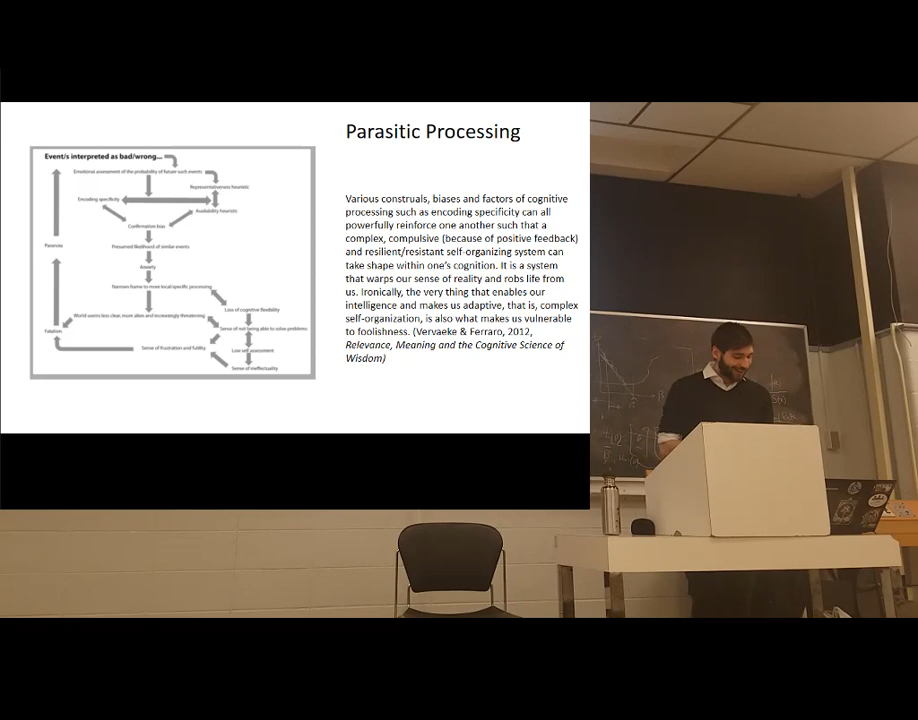 Parasitic Processing
Event/s interpreted as bad/wrong...
Emotional assessment of the probability of future such events
Representativeness heuristic
Encoding specificity
Availability heuristic
Confirmation bias
Paranoia
Presumed likelihood of similar events
Anxiety
Narrows frame to more local specific processing
Loss of cognitive flexibility
World seems less clear, more alien and increasingly threatening
Sense of not being able to solve problems
Fatalism
Sense of frustration and futility
Low self assessment
Sense of ineffectuality
Various construals, biases and factors of cognitive
processing such as encoding specificity can all
powerfully reinforce one another such that a
complex, compulsive (because of positive feedback)
and resilient/resistant self-organizing system can
take shape within one's cognition. It is a system
that warps our sense of reality and robs life from
us. Ironically, the very thing that enables our
intelligence and makes us adaptive, that is, complex
self-organization, is also what makes us vulnerable
to foolishness. (Vervaeke & Ferraro, 2012,
Relevance, Meaning and the Cognitive Science of
Wisdom)